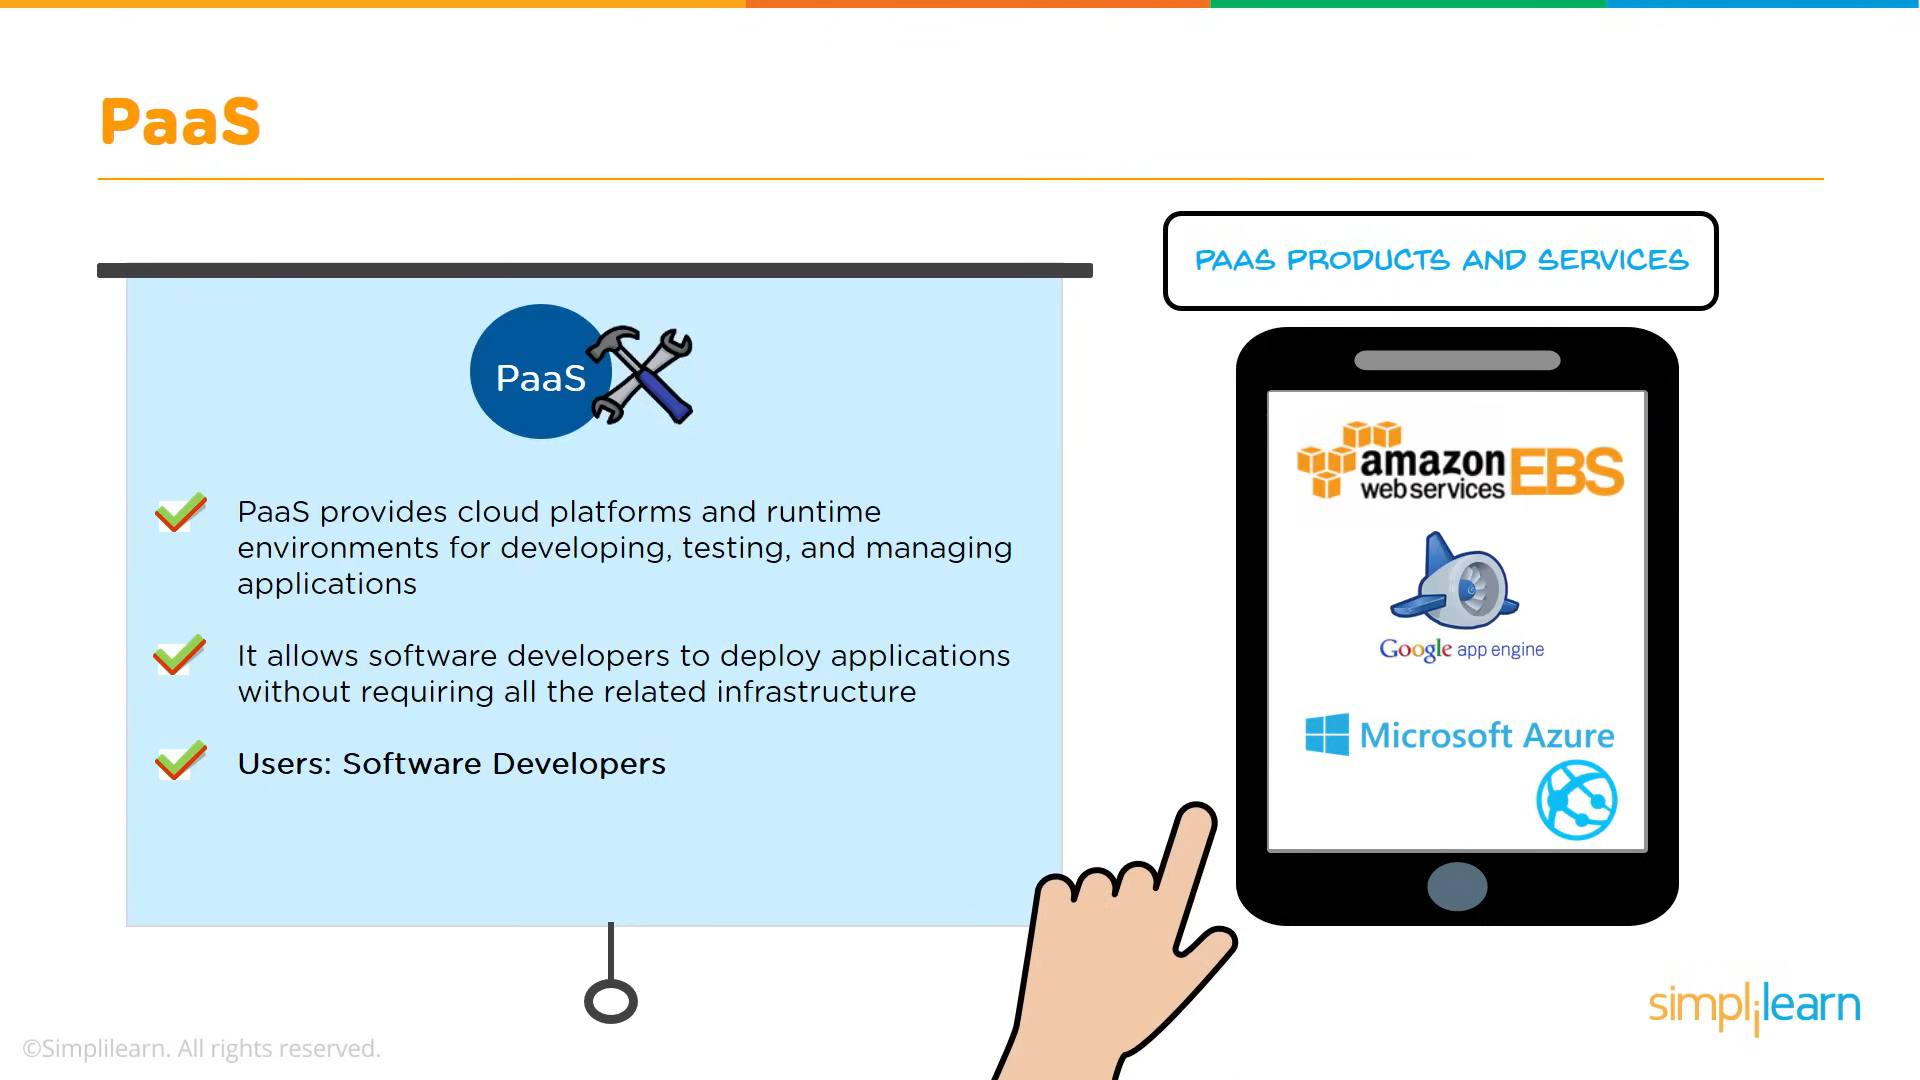 PaaS
PAAS PRODUCTS AND SERVICES
PaaS
PaaS provides cloud platforms and runtime
environments for developing, testing, and managing
applications
It allows software developers to deploy applications
without requiring all the related infrastructure
Users: Software Developers
amazon
web services
EBS
Google app engine
Microsoft Azure
simplilearn
©Simplilearn. All rights reserved.